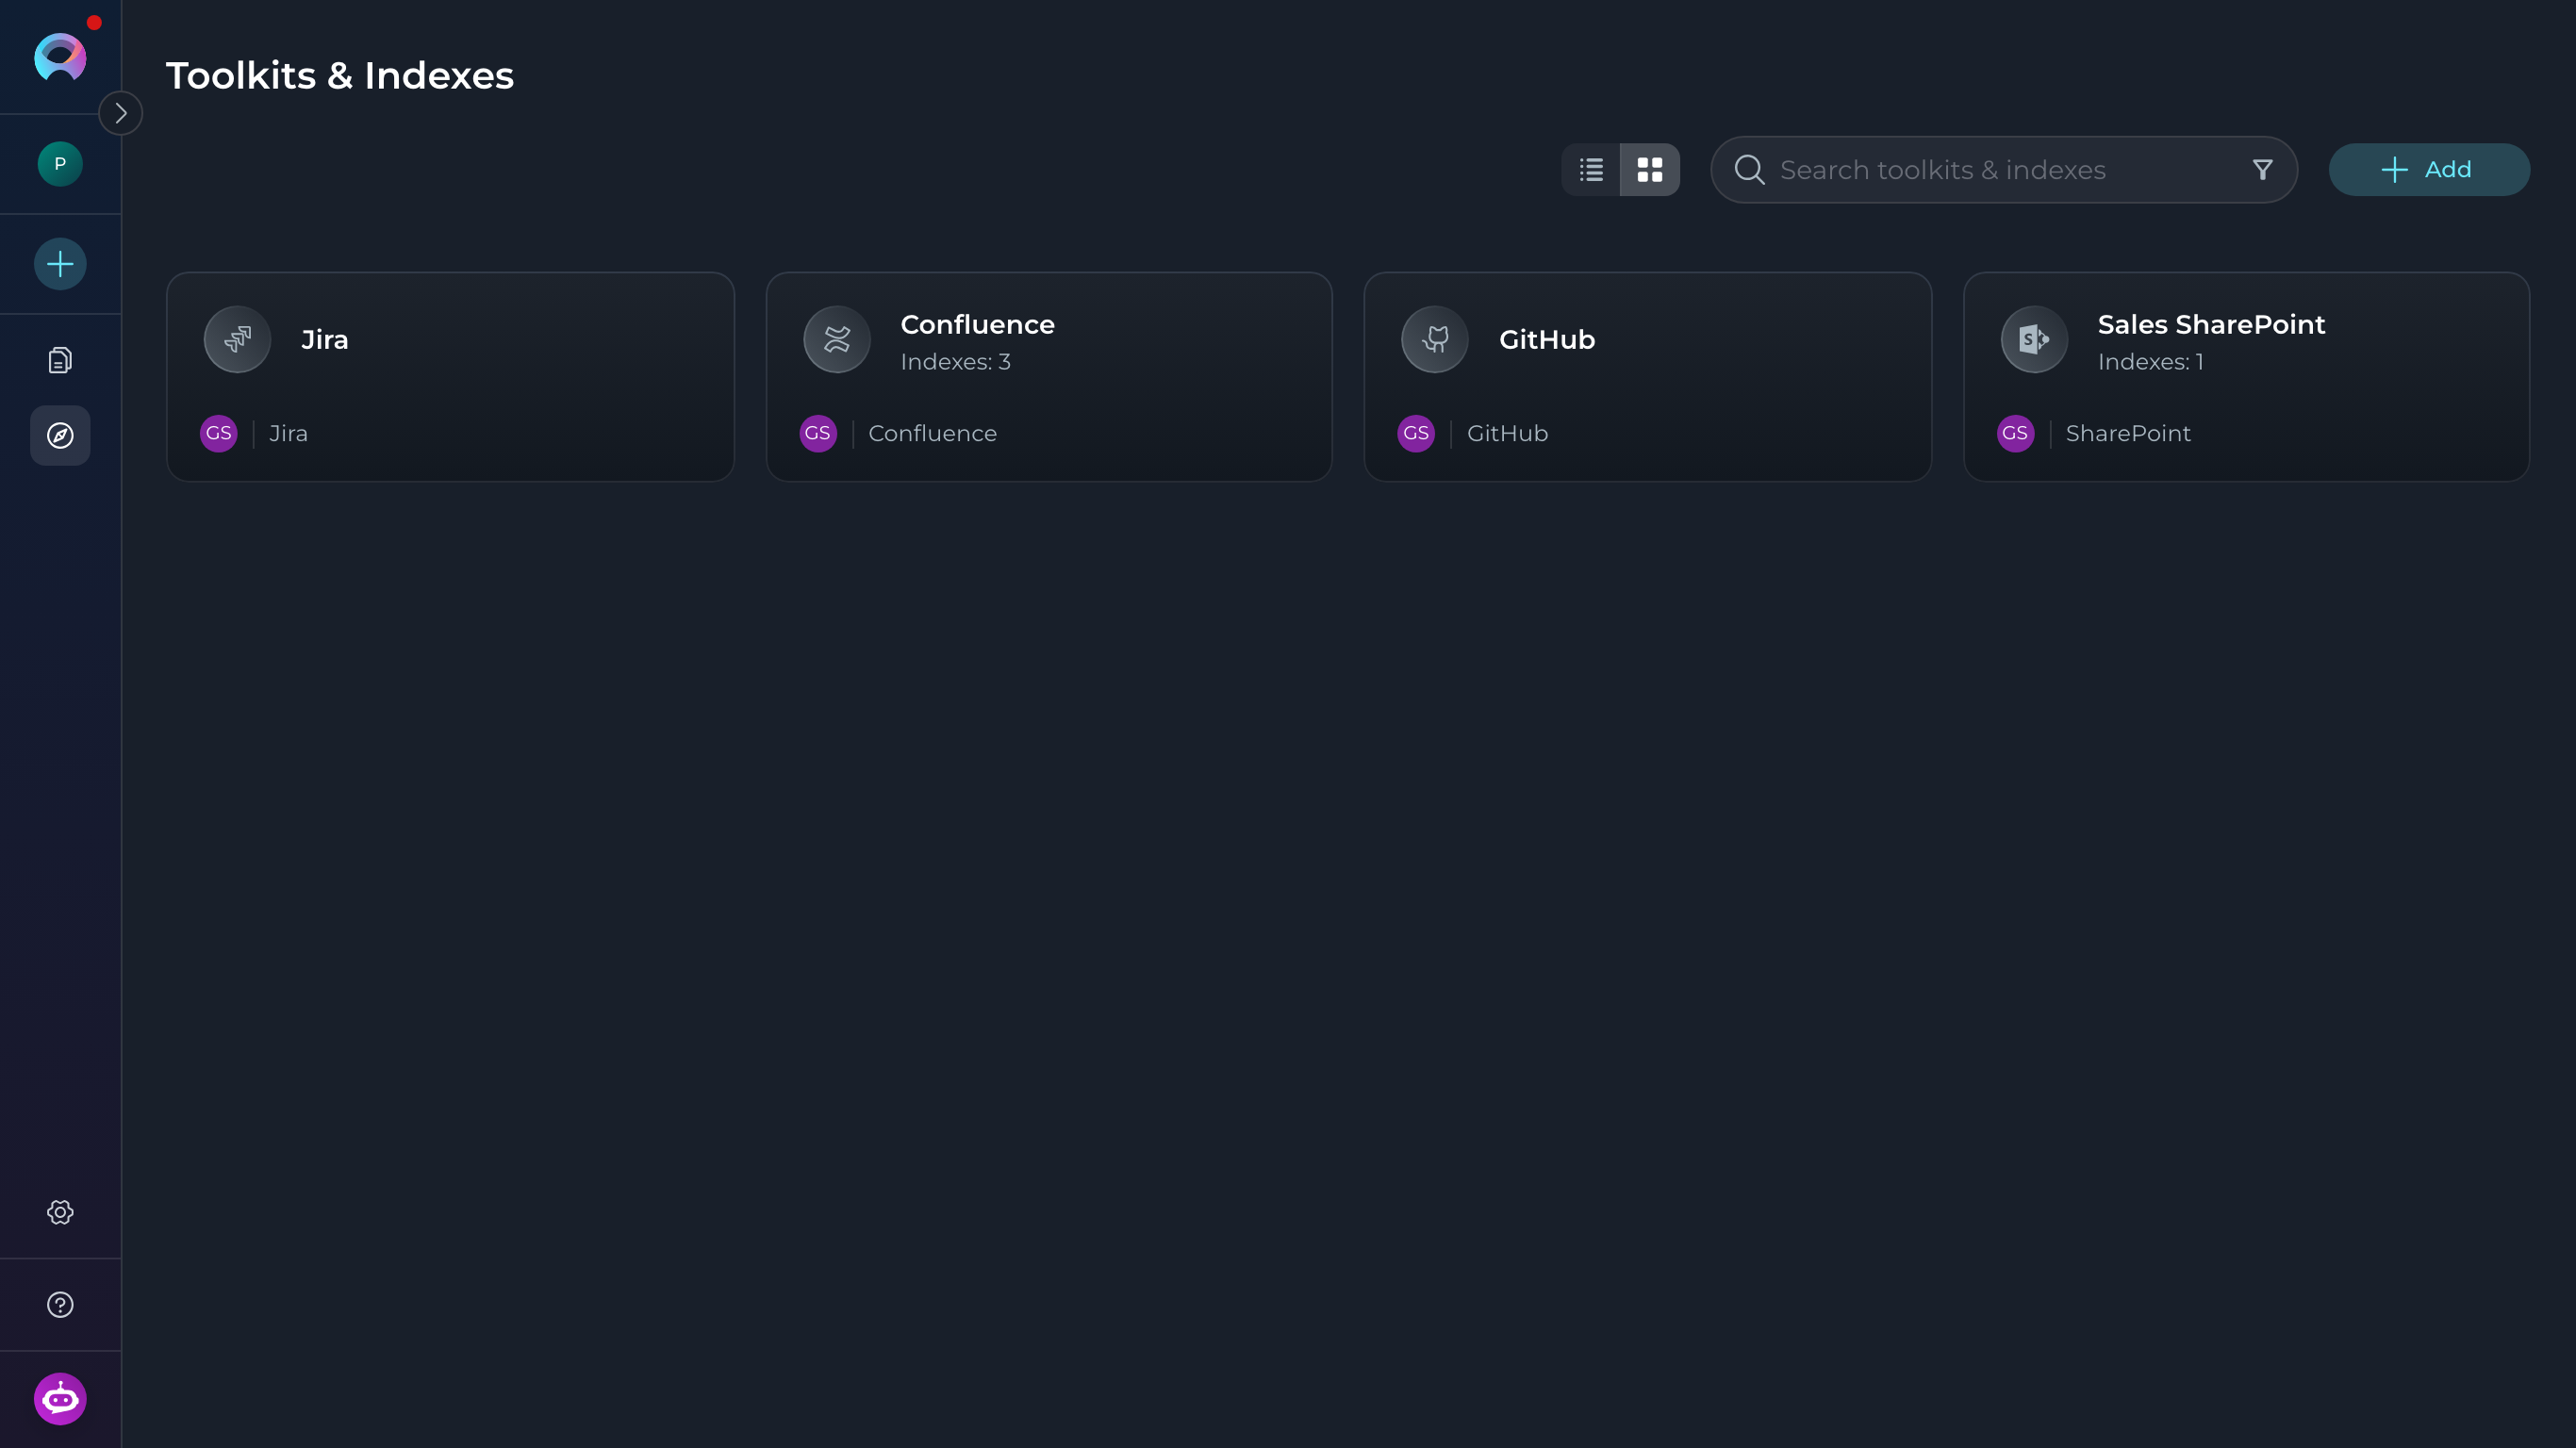 Toolkits & Indexes
P
Search toolkits & indexes
Add
Jira
GS
Jira
Confluence
Indexes: 3
GS
Confluence
GitHub
GS
GitHub
Sales SharePoint
Indexes: 1
GS
SharePoint